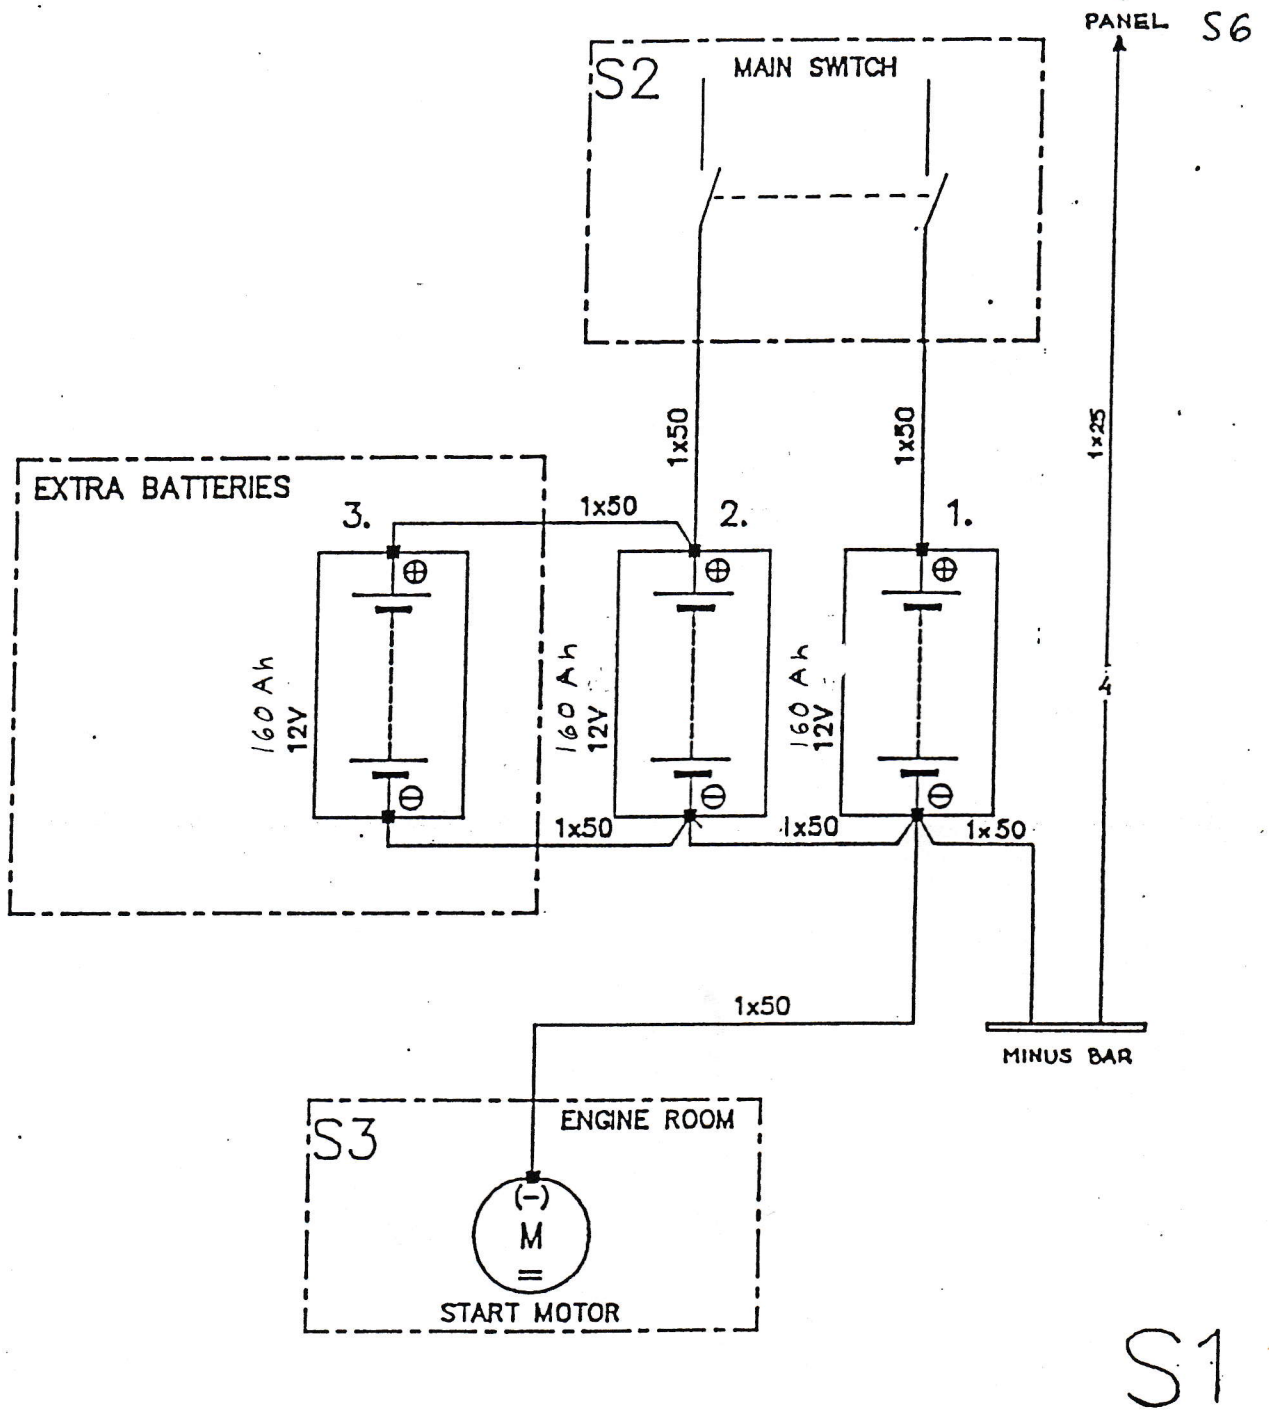 PANEL S6
S2 MAIN SWITCH
1x50
1x50
1x25
EXTRA BATTERIES
3.
1x50
2.
1.
160 Ah
12V
160 Ah
12V
160 Ah
12V
4
1x50
1x50
1x50
1x50
MINUS BAR
S3 ENGINE ROOM
(-)
M
=
START MOTOR
S1